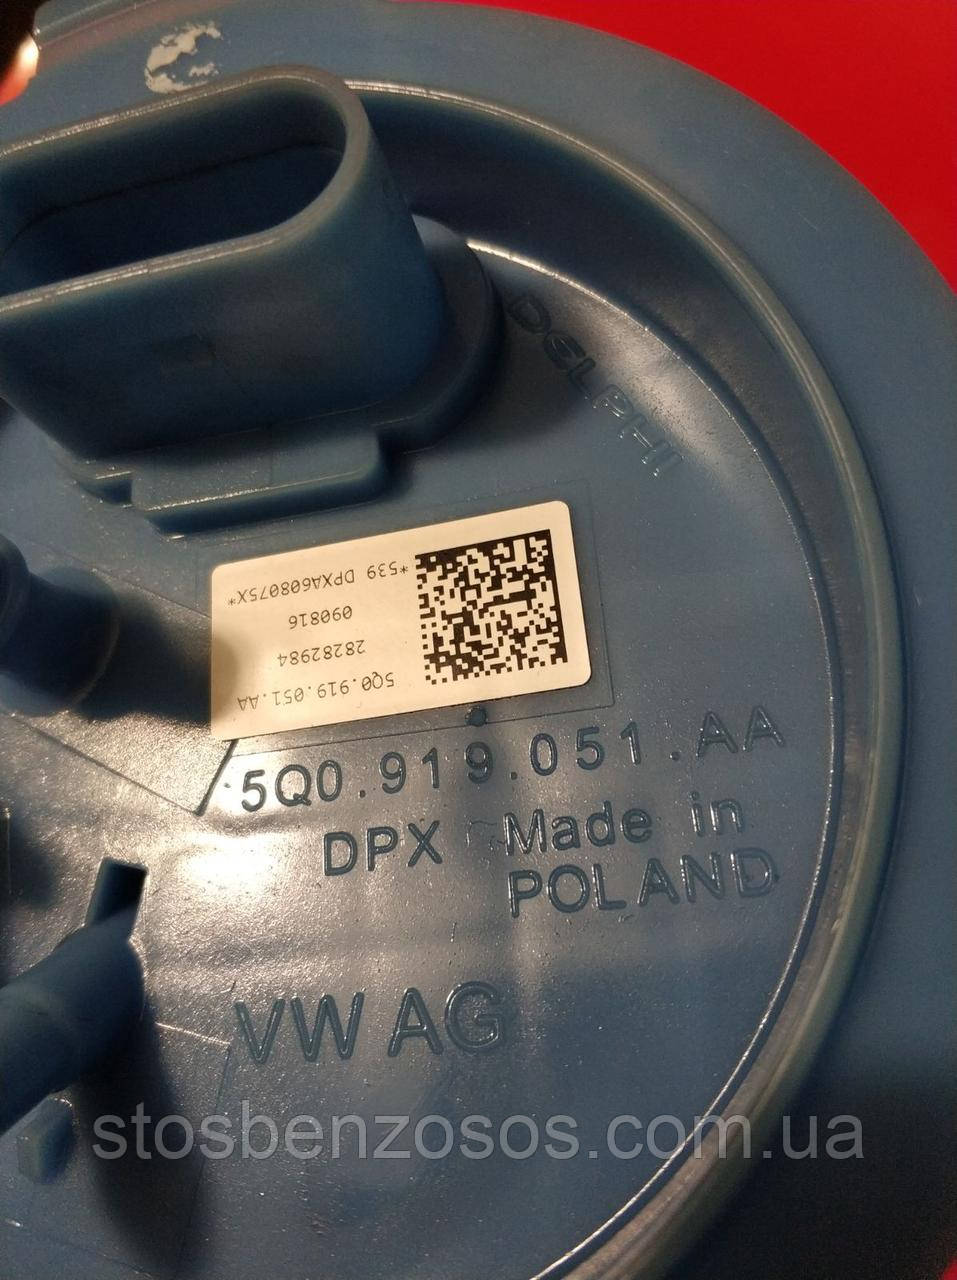 DELPHI
5Q0.919.051.AA
28282984
090816
*539 DPXA608075X*
5Q0.919.051.AA
DPX Made in
POLAND
VW AG
stosbenzosos.com.ua